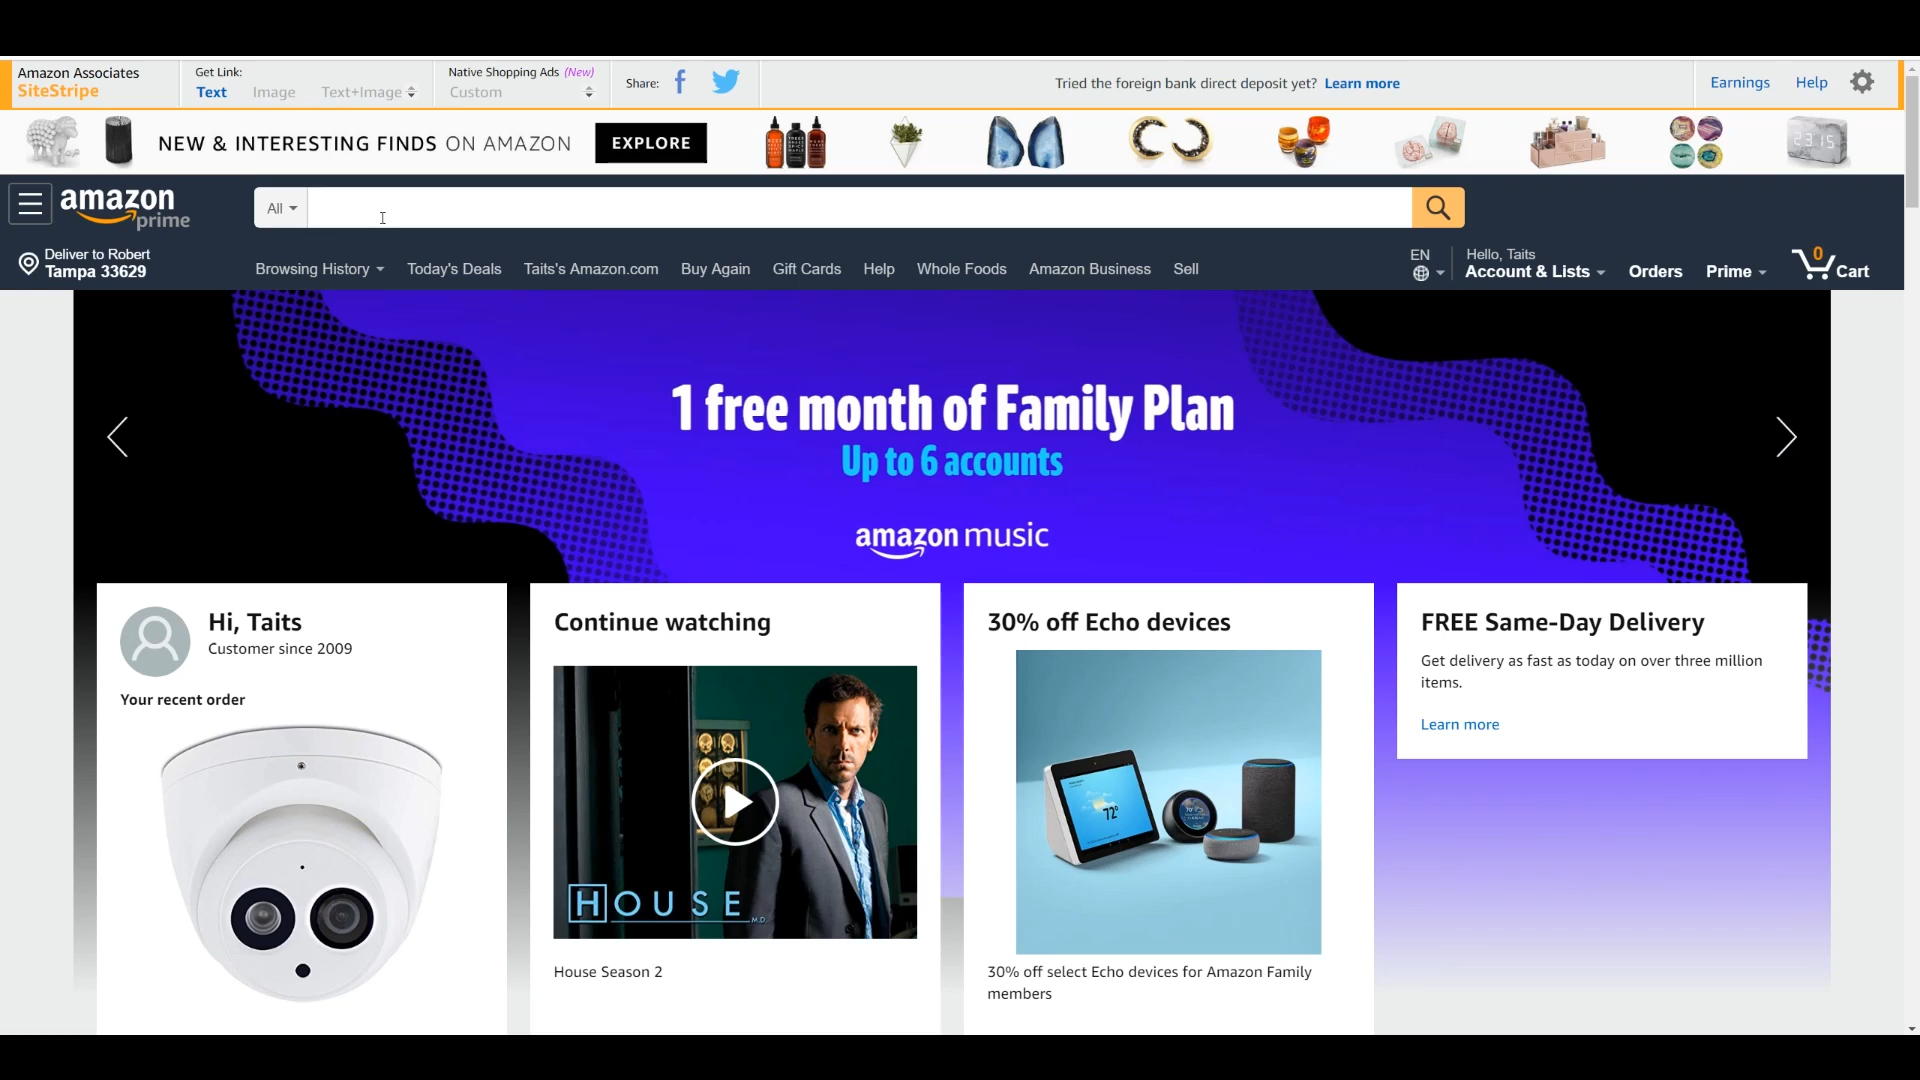 Amazon Associates
SiteStripe
Get Link:
Text Image Text+Image
Native Shopping Ads (New)
Custom
Share:
Tried the foreign bank direct deposit yet? Learn more
Earnings Help
NEW & INTERESTING FINDS ON AMAZON EXPLORE
23:15
amazon
prime
All
Deliver to Robert
Tampa 33629
Browsing History Today's Deals Taits's Amazon.com Buy Again Gift Cards Help Whole Foods Amazon Business Sell
EN
Hello, Taits
Account & Lists Orders Prime 0 Cart
1 free month of Family Plan
Up to 6 accounts
amazon music
Hi, Taits
Customer since 2009
Your recent order
Continue watching
HOUSE M.D.
House Season 2
30% off Echo devices
72°
30% off select Echo devices for Amazon Family
members
FREE Same-Day Delivery
Get delivery as fast as today on over three million
items.
Learn more